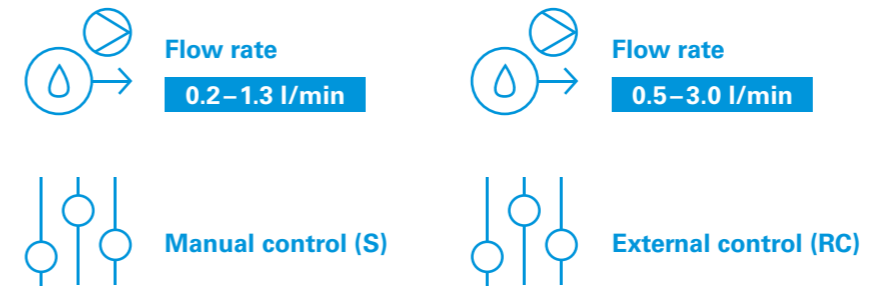 Flow rate
0.2–1.3 l/min
Flow rate
0.5–3.0 l/min
Manual control (S)
External control (RC)